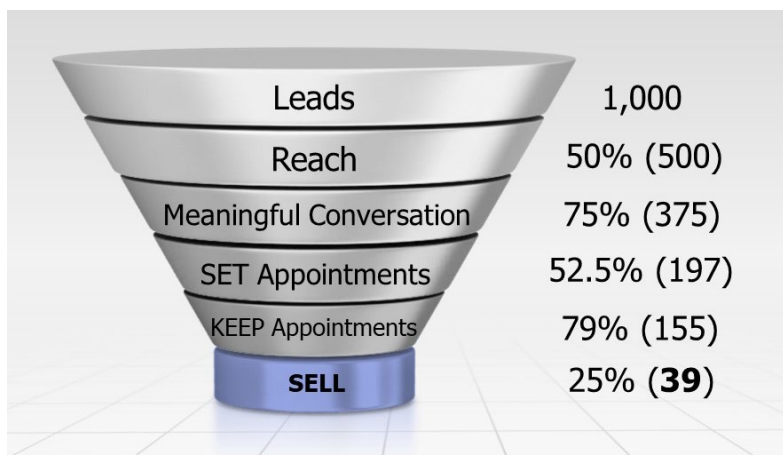 Leads 1,000
Reach 50% (500)
Meaningful Conversation 75% (375)
SET Appointments 52.5% (197)
KEEP Appointments 79% (155)
SELL 25% (39)